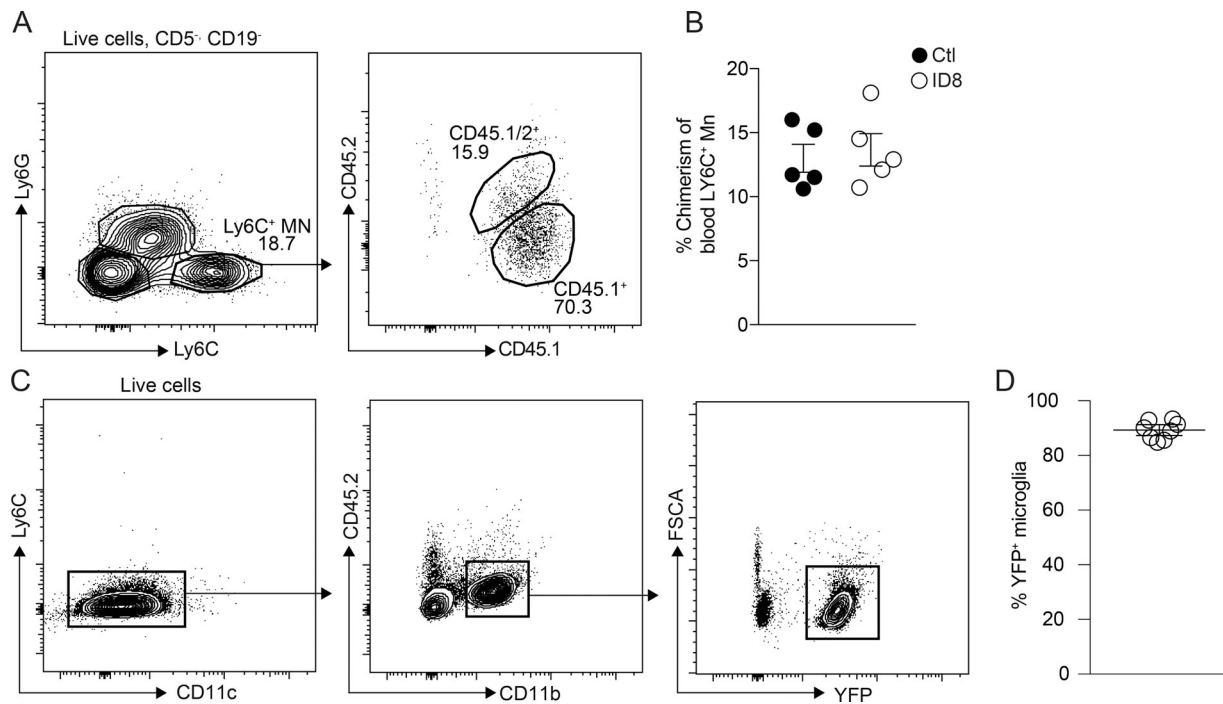 A
Live cells, CD5⁻, CD19⁻
Ly6G
Ly6C⁺ MN
18.7
Ly6C
CD45.2
CD45.1/2⁺
15.9
CD45.1⁺
70.3
CD45.1
B
Ctl
ID8
% Chimerism of
blood LY6C⁺ Mn
20
15
10
5
0
C
Live cells
Ly6C
CD11c
CD45.2
CD11b
FSCA
YFP
D
% YFP⁺ microglia
100
80
60
40
20
0